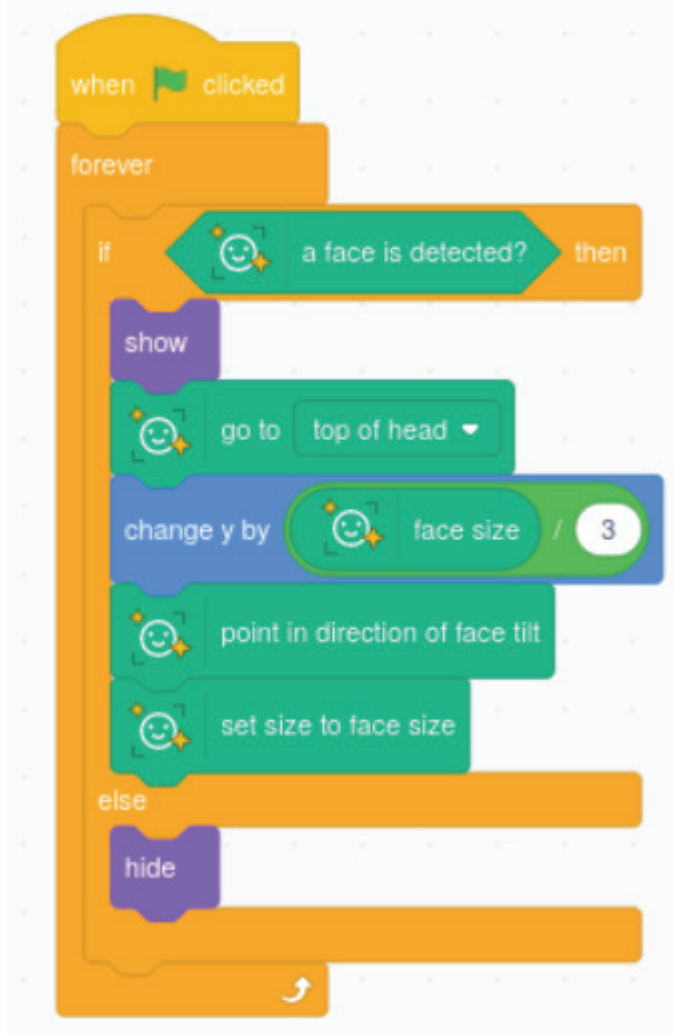 when clicked
forever
if a face is detected? then
show
go to top of head
change y by face size / 3
point in direction of face tilt
set size to face size
else
hide